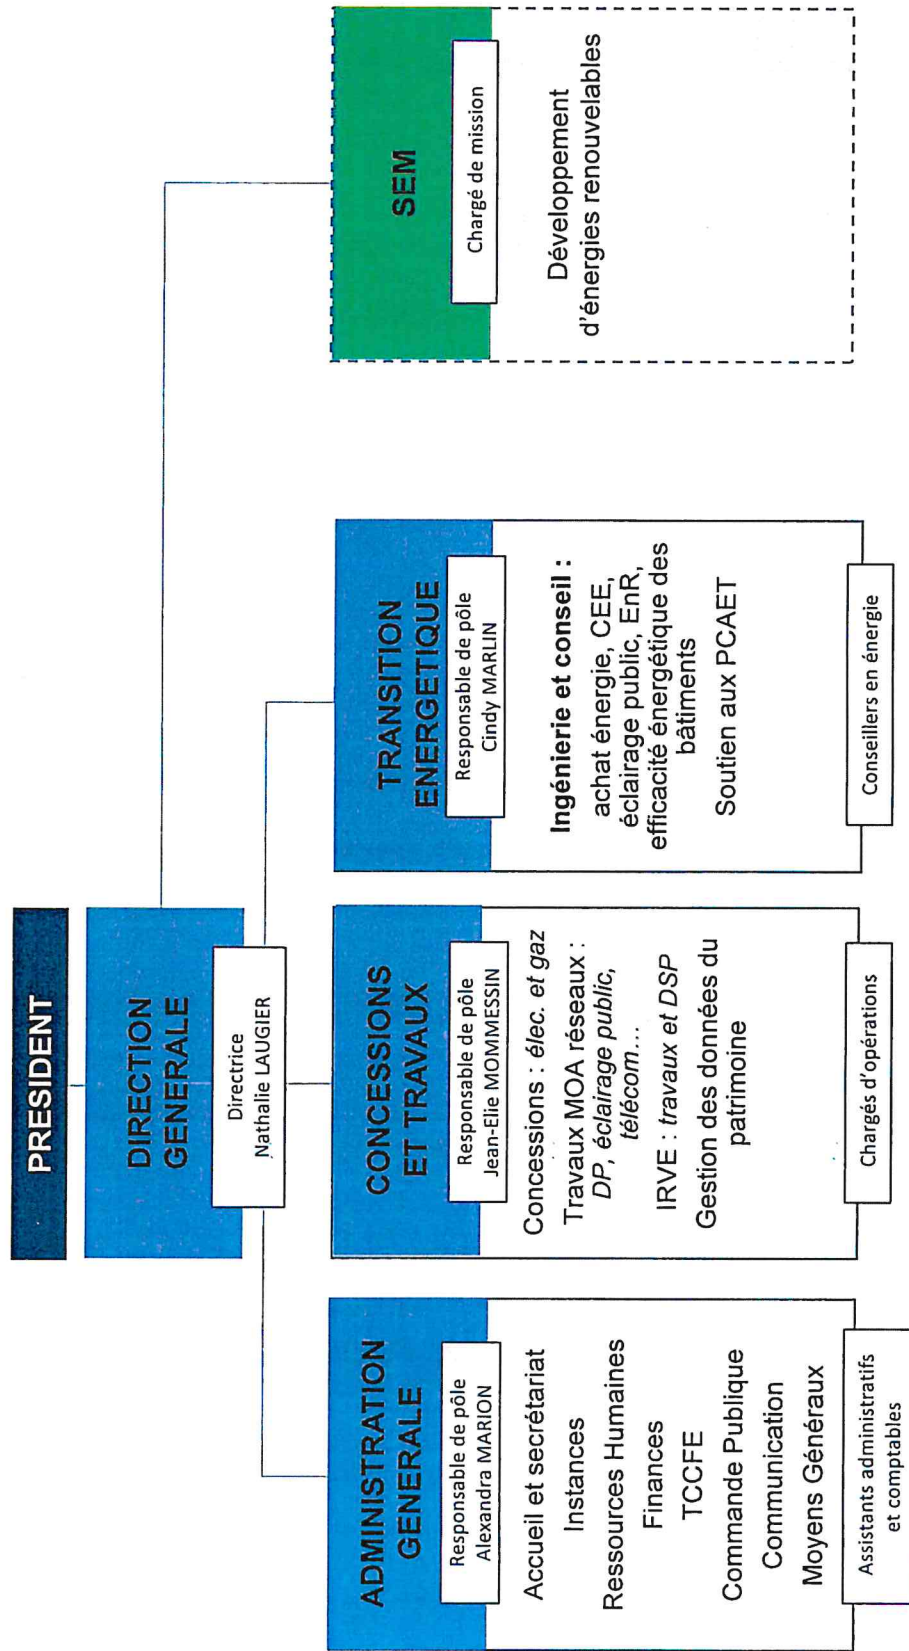 PRESIDENT
DIRECTION
GENERALE
Directrice
Nathalie LAUGIER
ADMINISTRATION
GENERALE
Responsable de pôle
Alexandra MARION
Accueil et secrétariat
Instances
Ressources Humaines
Finances
TCCFE
Commande Publique
Communication
Moyens Généraux
Assistants administratifs
et comptables
CONCESSIONS
ET TRAVAUX
Responsable de pôle
Jean-Elie MOMMESSIN
Concessions : élec. et gaz
Travaux MOA réseaux :
DP, éclairage public,
télécom…
IRVE : travaux et DSP
Gestion des données du
patrimoine
Chargés d'opérations
TRANSITION
ENERGETIQUE
Responsable de pôle
Cindy MARLIN
Ingénierie et conseil :
achat énergie, CEE,
éclairage public, EnR,
efficacité énergétique des
bâtiments
Soutien aux PCAET
Conseillers en énergie
SEM
Chargé de mission
Développement
d'énergies renouvelables